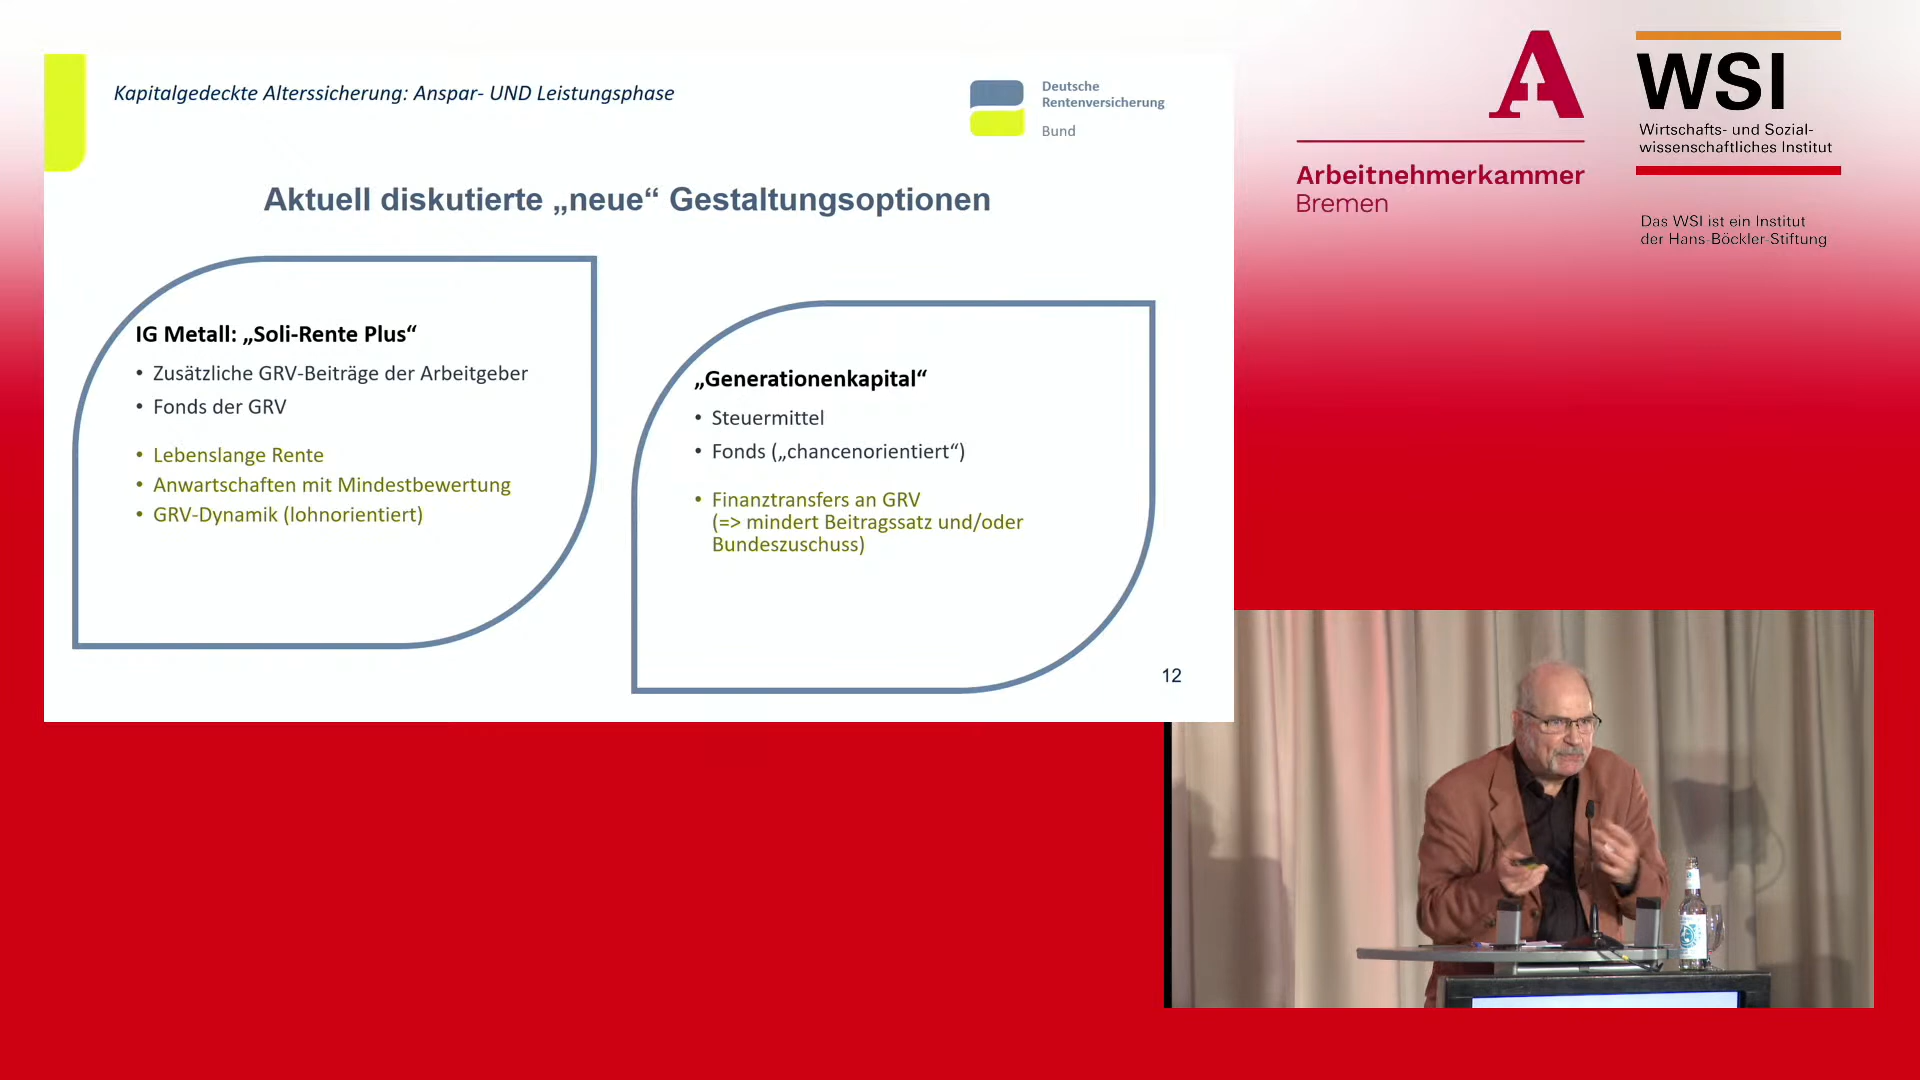 Kapitalgedeckte Alterssicherung: Anspar- UND Leistungsphase
Deutsche
Rentenversicherung
Bund
Aktuell diskutierte „neue“ Gestaltungsoptionen
IG Metall: „Soli-Rente Plus“
• Zusätzliche GRV-Beiträge der Arbeitgeber
• Fonds der GRV
• Lebenslange Rente
• Anwartschaften mit Mindestbewertung
• GRV-Dynamik (lohnorientiert)
„Generationenkapital“
• Steuermittel
• Fonds („chancenorientiert“)
• Finanztransfers an GRV
(=> mindert Beitragssatz und/oder
Bundeszuschuss)
12
A
Arbeitnehmerkammer
Bremen
WSI
Wirtschafts- und Sozial-
wissenschaftliches Institut
Das WSI ist ein Institut
der Hans-Böckler-Stiftung